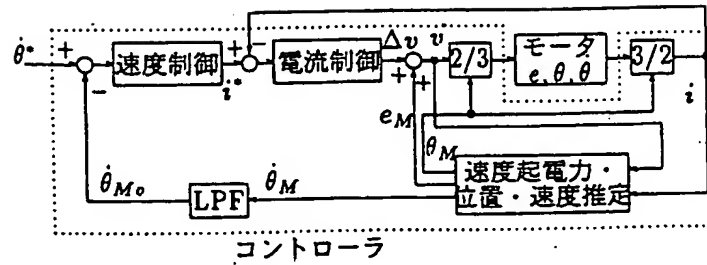 θ̇* + − 速度制御 i* + − 電流制御 Δv + + v 2/3 モータ 3/2 i
e, θ, θ̇
e_M
θ_M
速度起電力・
位置・速度推定
θ̇_Mo LPF θ̇_M
コントローラ